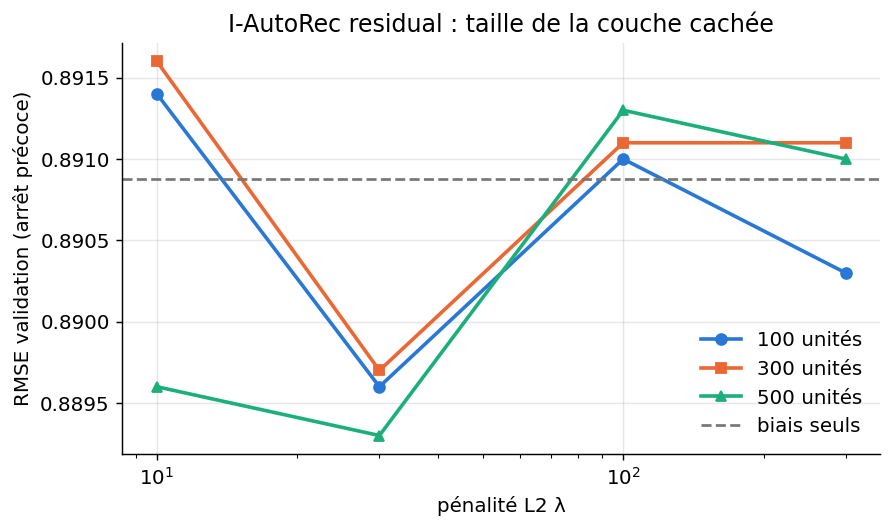 I-AutoRec residual : taille de la couche cachée
RMSE validation (arrêt précoce)
0.8915
0.8910
0.8905
0.8900
0.8895
100 unités
300 unités
500 unités
biais seuls
10¹
10²
pénalité L2 λ